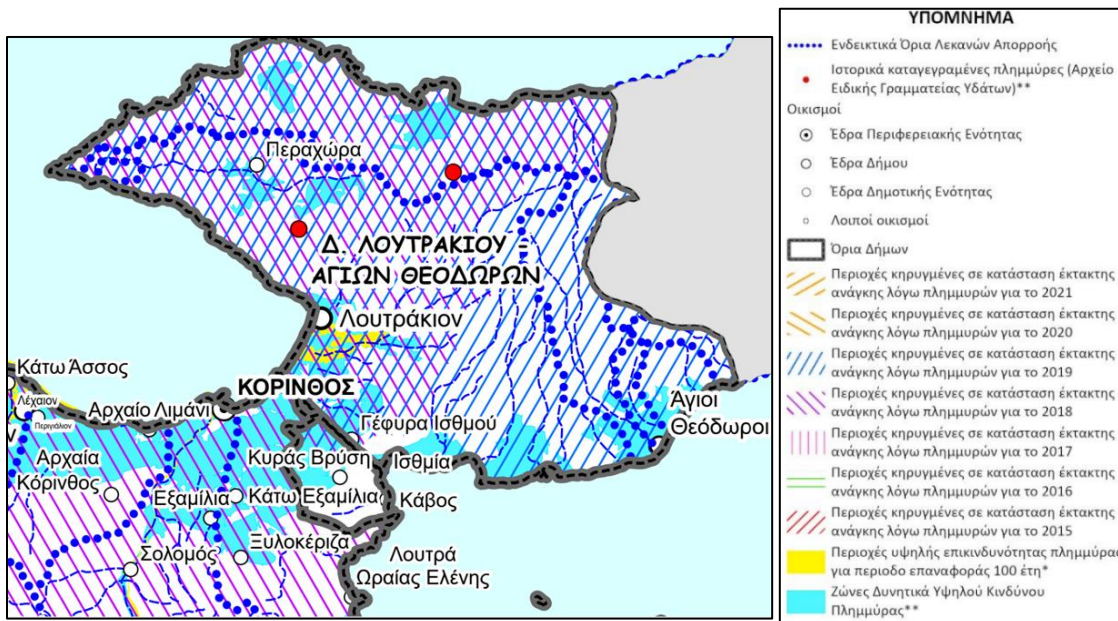 Περαχώρα
Δ. ΛΟΥΤΡΑΚΙΟΥ -
ΑΓΙΩΝ ΘΕΟΔΩΡΩΝ
Λουτράκιον
Κάτω Άσσος
Λέχαιον
Περιγιάλιον
ΚΟΡΙΝΘΟΣ
Αρχαίο Λιμάνι
Άγιοι
Θεόδωροι
Γέφυρα Ισθμού
Αρχαία
Κόρινθος
Κυράς Βρύση
Ισθμία
Εξαμίλια
Κάτω Εξαμίλια
Κάβος
Σολομός
Ξυλοκέριζα
Λουτρά
Ωραίας Ελένης
ΥΠΟΜΝΗΜΑ
Ενδεικτικά Όρια Λεκανών Απορροής
Ιστορικά καταγεγραμένες πλημμύρες (Αρχείο
Ειδικής Γραμματείας Υδάτων)**
Οικισμοί
Έδρα Περιφερειακής Ενότητας
Έδρα Δήμου
Έδρα Δημοτικής Ενότητας
Λοιποί οικισμοί
Όρια Δήμων
Περιοχές κηρυγμένες σε κατάσταση έκτακτης
ανάγκης λόγω πλημμυρών για το 2021
Περιοχές κηρυγμένες σε κατάσταση έκτακτης
ανάγκης λόγω πλημμυρών για το 2020
Περιοχές κηρυγμένες σε κατάσταση έκτακτης
ανάγκης λόγω πλημμυρών για το 2019
Περιοχές κηρυγμένες σε κατάσταση έκτακτης
ανάγκης λόγω πλημμυρών για το 2018
Περιοχές κηρυγμένες σε κατάσταση έκτακτης
ανάγκης λόγω πλημμυρών για το 2017
Περιοχές κηρυγμένες σε κατάσταση έκτακτης
ανάγκης λόγω πλημμυρών για το 2016
Περιοχές κηρυγμένες σε κατάσταση έκτακτης
ανάγκης λόγω πλημμυρών για το 2015
Περιοχές υψηλής επικινδυνότητας πλημμύρας
για περιοδο επαναφοράς 100 έτη*
Ζώνες Δυνητικά Υψηλού Κινδύνου
Πλημμύρας**